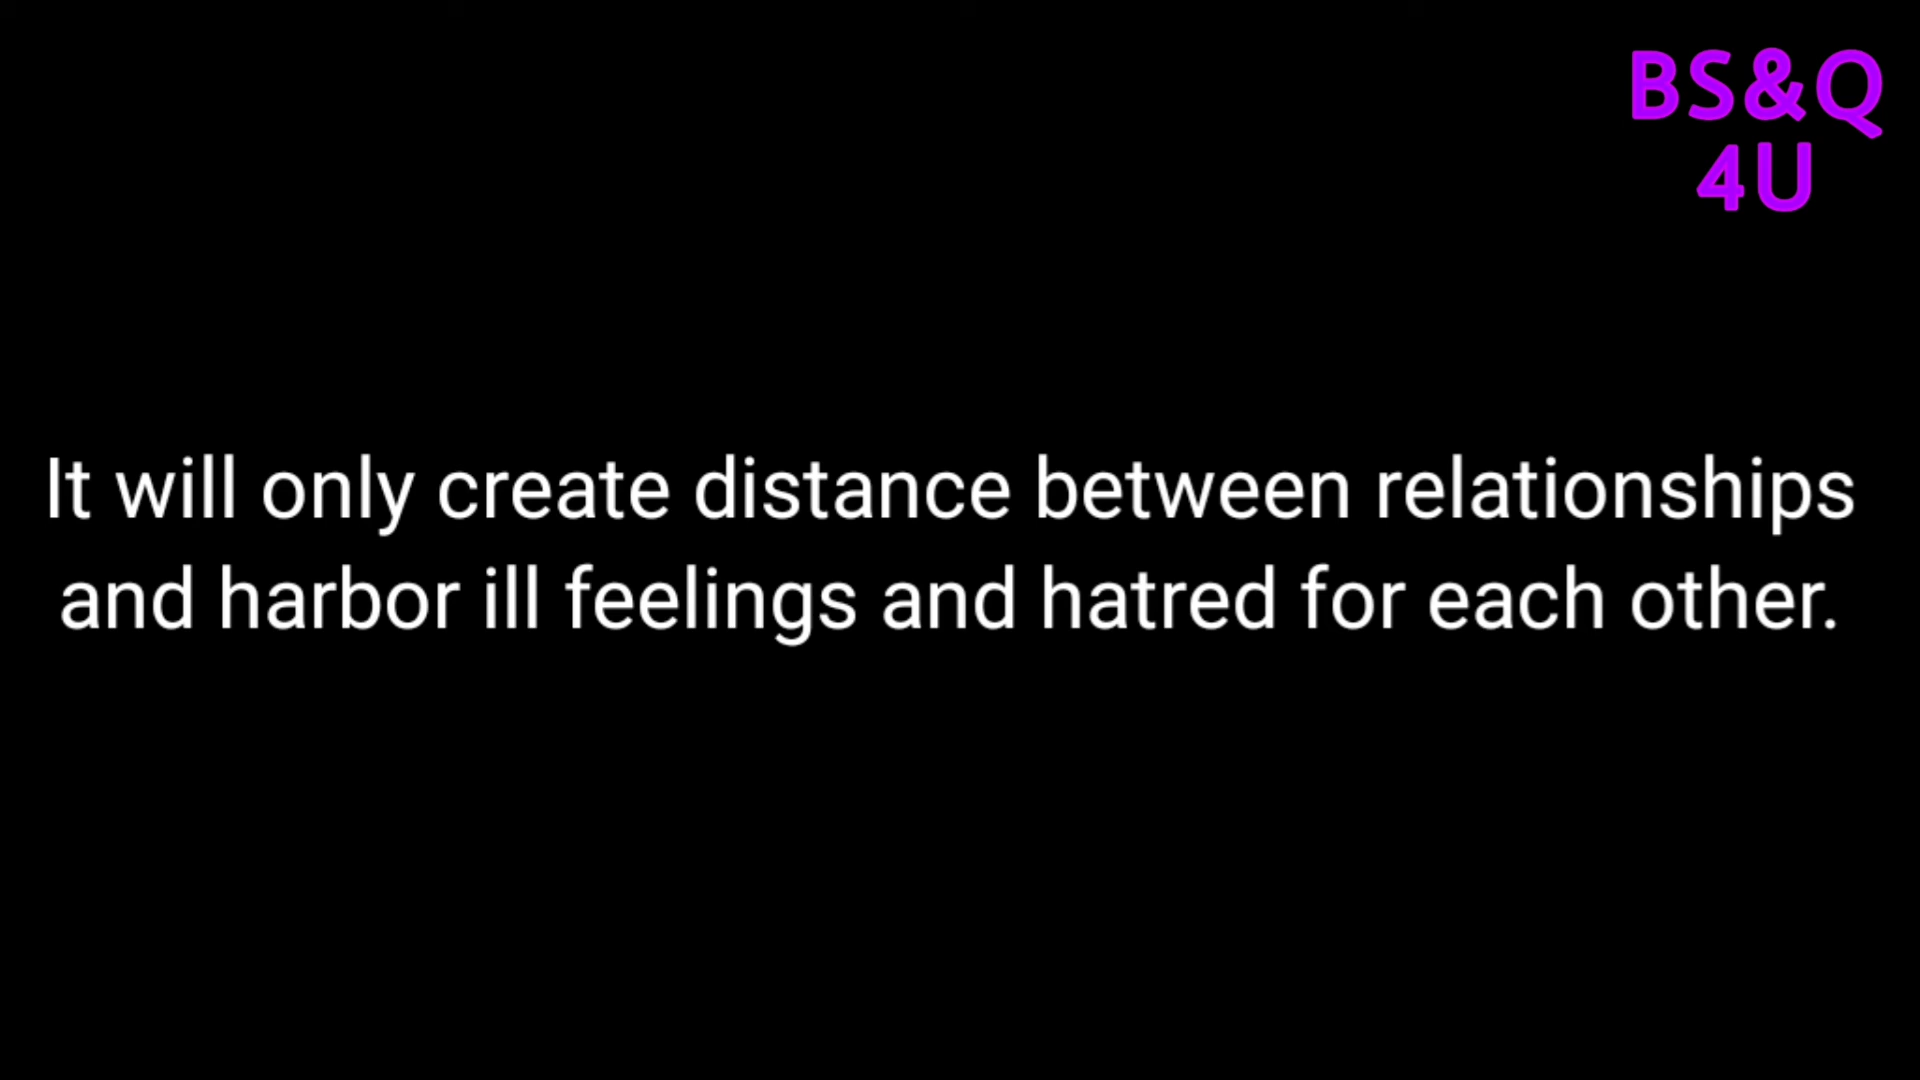 BS&Q
4U
It will only create distance between relationships
and harbor ill feelings and hatred for each other.